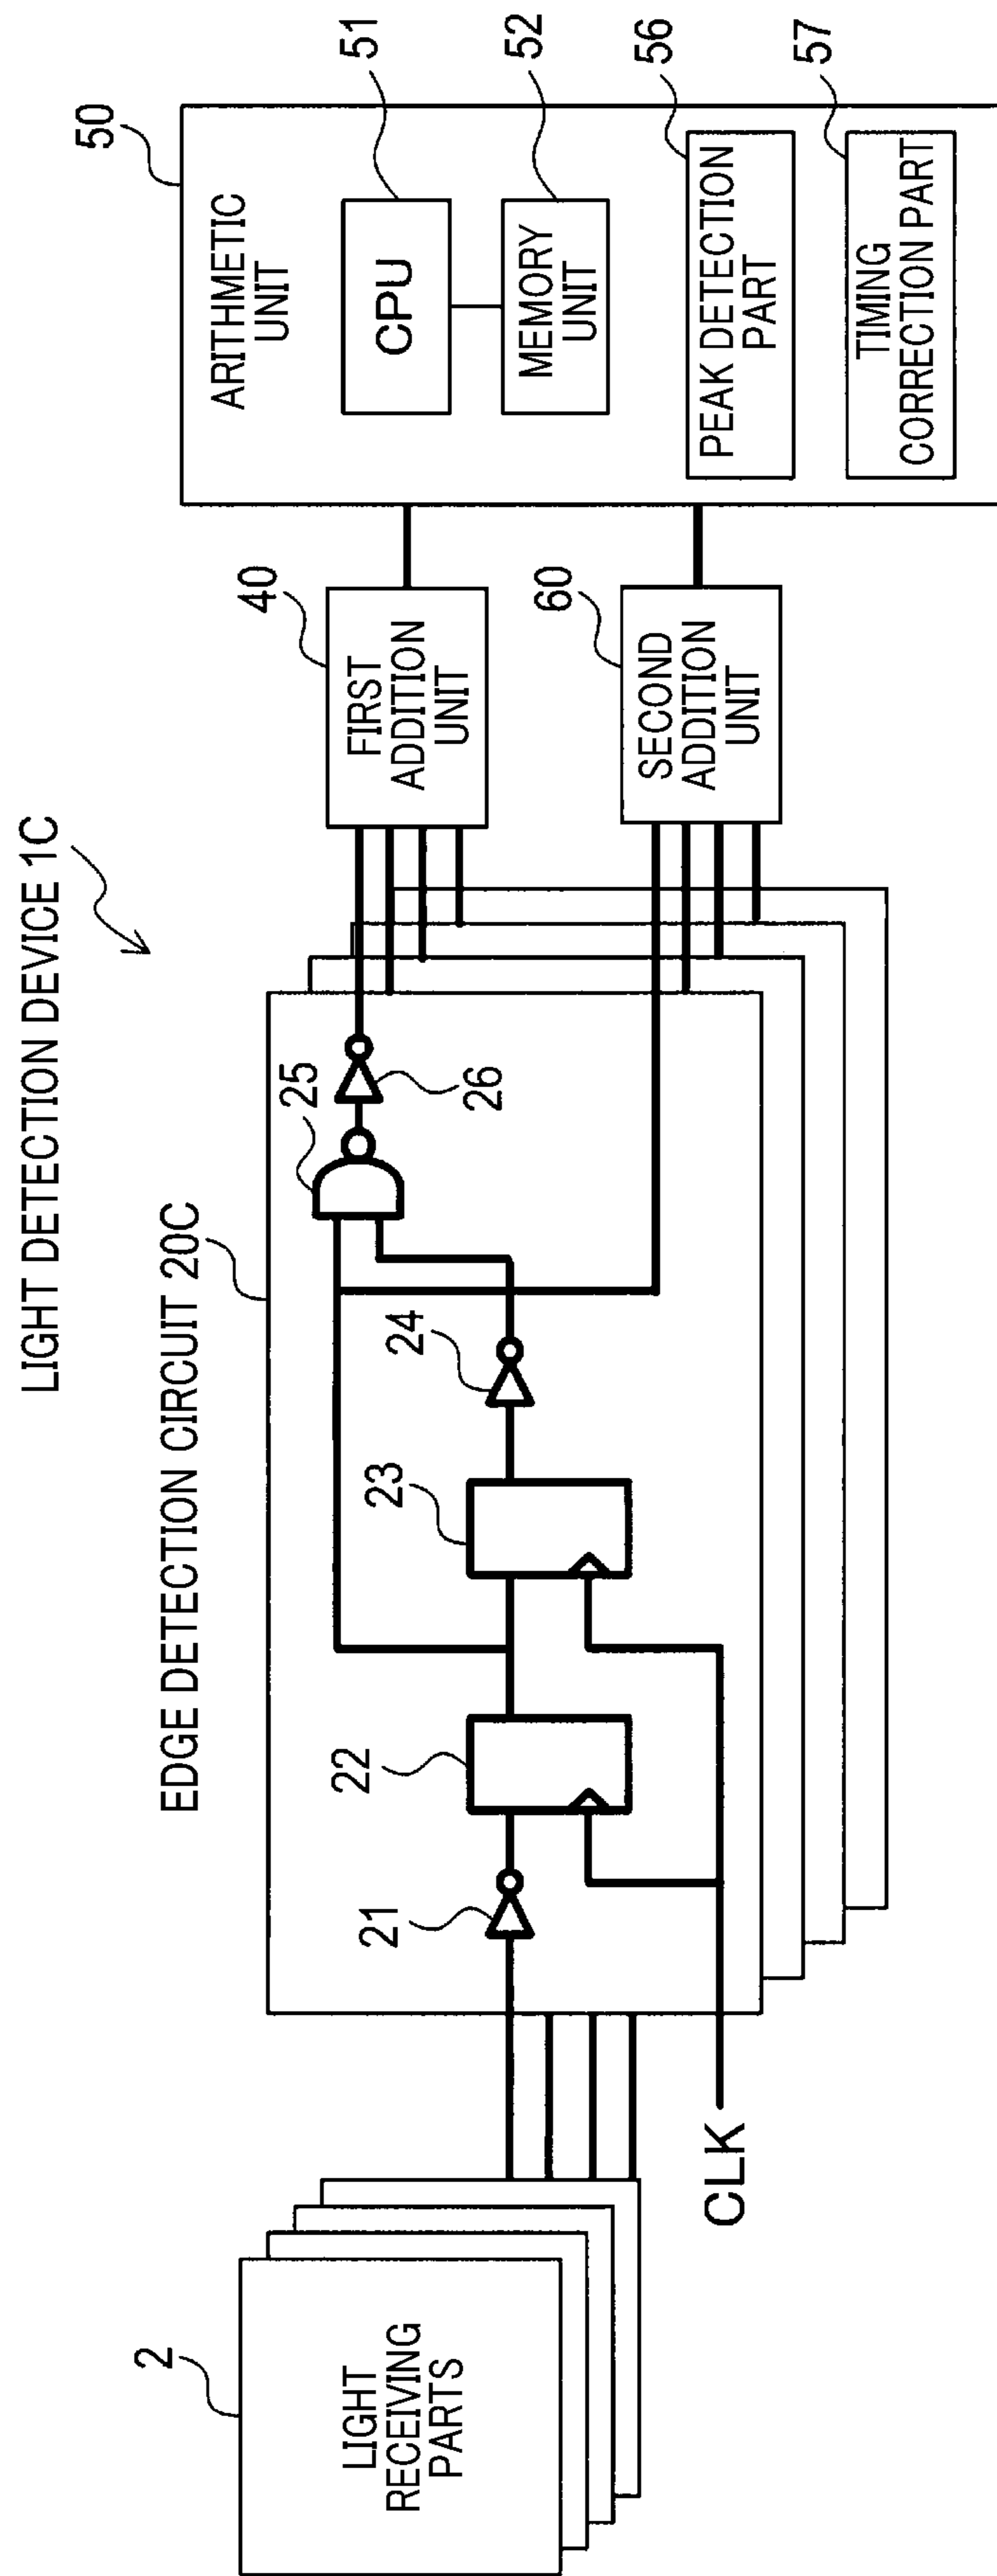 LIGHT DETECTION DEVICE 1C
EDGE DETECTION CIRCUIT 20C
2
LIGHT
RECEIVING
PARTS
CLK
21
22
23
24
25
26
40
FIRST
ADDITION
UNIT
60
SECOND
ADDITION
UNIT
50
ARITHMETIC
UNIT
51
CPU
52
MEMORY
UNIT
56
PEAK DETECTION
PART
57
TIMING
CORRECTION PART